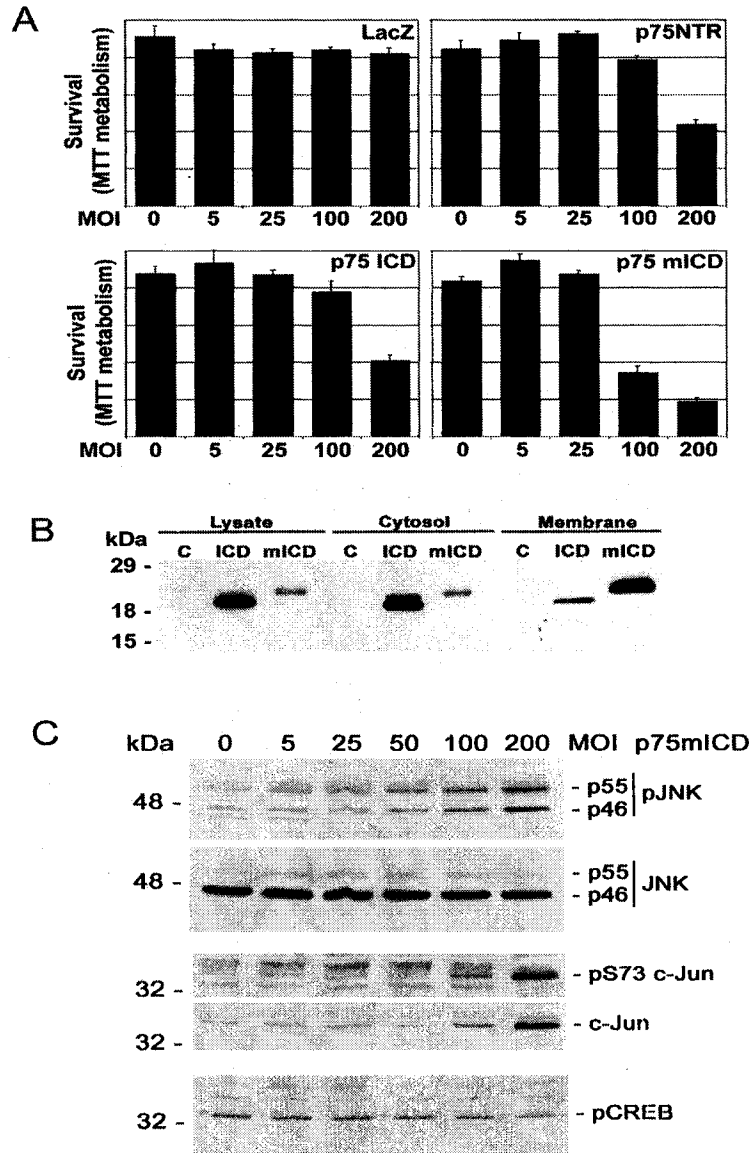 A
LacZ
p75NTR
Survival
(MTT metabolism)
MOI 0 5 25 100 200
0 5 25 100 200
p75 ICD
p75 mICD
Survival
(MTT metabolism)
MOI 0 5 25 100 200
0 5 25 100 200
B
Lysate Cytosol Membrane
kDa C ICD mICD C ICD mICD C ICD mICD
29 -
18 -
15 -
C
kDa 0 5 25 50 100 200 MOI p75mICD
- p55
48 - pJNK
- p46
- p55
48 - JNK
- p46
- pS73 c-Jun
32 -
- c-Jun
32 -
32 - - pCREB